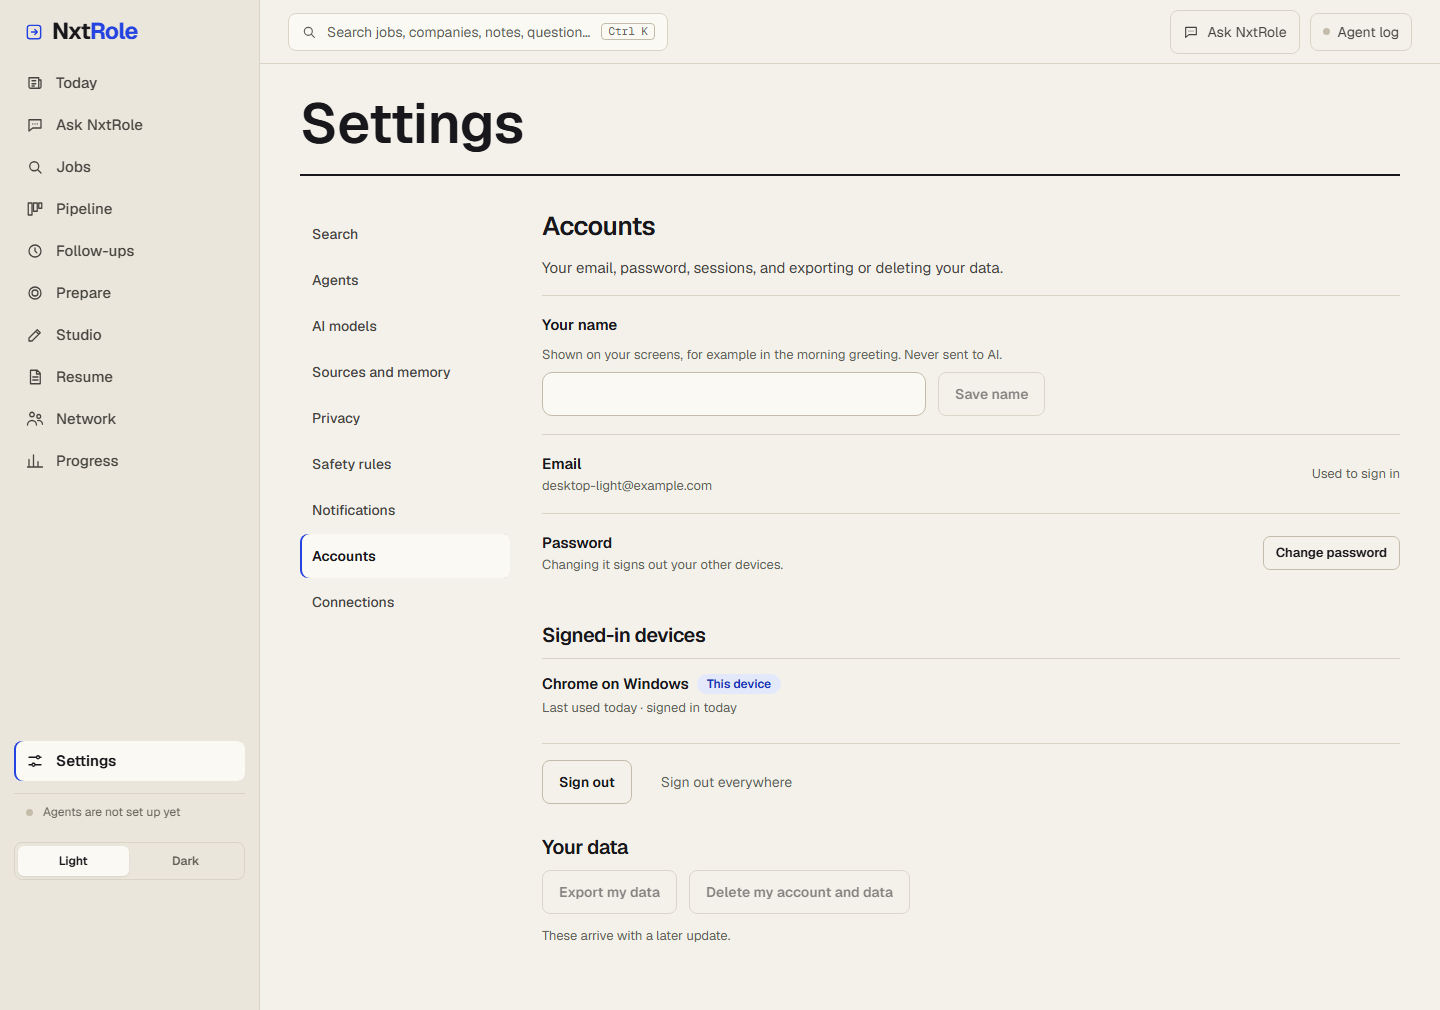 NxtRole
Search jobs, companies, notes, question... Ctrl K
Ask NxtRole
Agent log
Today
Ask NxtRole
Jobs
Pipeline
Follow-ups
Prepare
Studio
Resume
Network
Progress
Settings
Agents are not set up yet
Light
Dark
Settings
Search
Agents
AI models
Sources and memory
Privacy
Safety rules
Notifications
Accounts
Connections
Accounts
Your email, password, sessions, and exporting or deleting your data.
Your name
Shown on your screens, for example in the morning greeting. Never sent to AI.
Save name
Email
desktop-light@example.com
Used to sign in
Password
Changing it signs out your other devices.
Change password
Signed-in devices
Chrome on Windows This device
Last used today · signed in today
Sign out
Sign out everywhere
Your data
Export my data
Delete my account and data
These arrive with a later update.